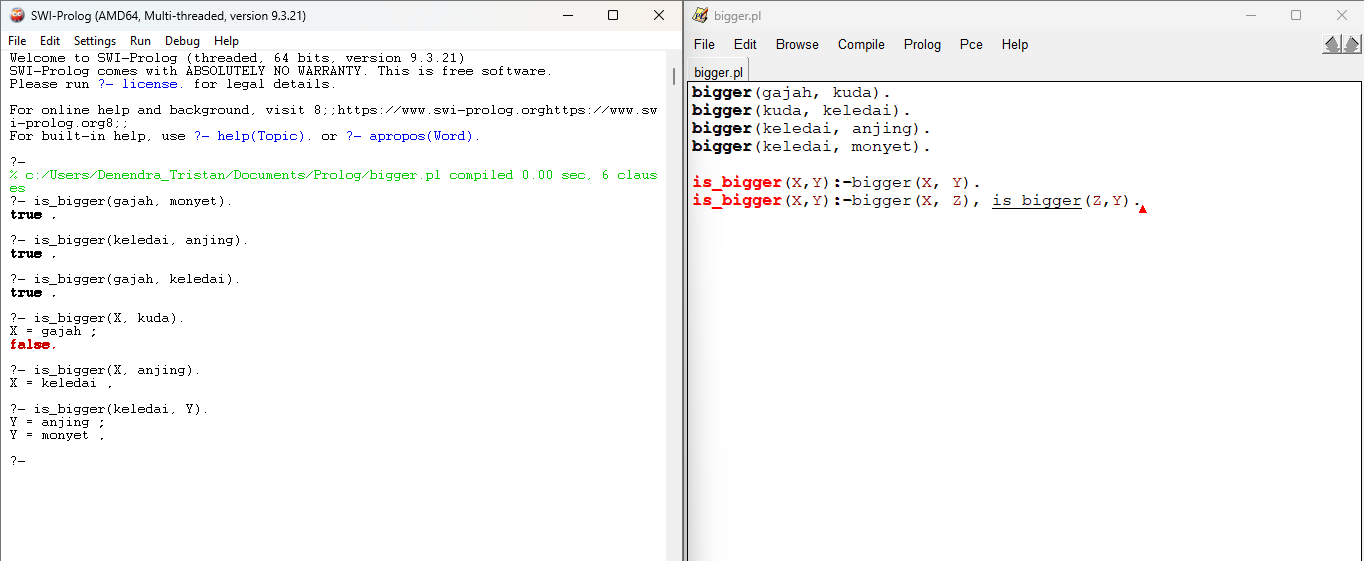 SWI-Prolog (AMD64, Multi-threaded, version 9.3.21)
File Edit Settings Run Debug Help
Welcome to SWI-Prolog (threaded, 64 bits, version 9.3.21)
SWI-Prolog comes with ABSOLUTELY NO WARRANTY. This is free software.
Please run ?- license. for legal details.
For online help and background, visit 8;;https://www.swi-prolog.orghttps://www.sw
i-prolog.org8;;
For built-in help, use ?- help(Topic). or ?- apropos(Word).
?-
% c:/Users/Denendra_Tristan/Documents/Prolog/bigger.pl compiled 0.00 sec, 6 claus
es
?- is_bigger(gajah, monyet).
true .
?- is_bigger(keledai, anjing).
true .
?- is_bigger(gajah, keledai).
true .
?- is_bigger(X, kuda).
X = gajah ;
false.
?- is_bigger(X, anjing).
X = keledai .
?- is_bigger(keledai, Y).
Y = anjing ;
Y = monyet .
?-
bigger.pl
File Edit Browse Compile Prolog Pce Help
bigger.pl
bigger(gajah, kuda).
bigger(kuda, keledai).
bigger(keledai, anjing).
bigger(keledai, monyet).
is_bigger(X,Y):-bigger(X, Y).
is_bigger(X,Y):-bigger(X, Z), is_bigger(Z,Y).